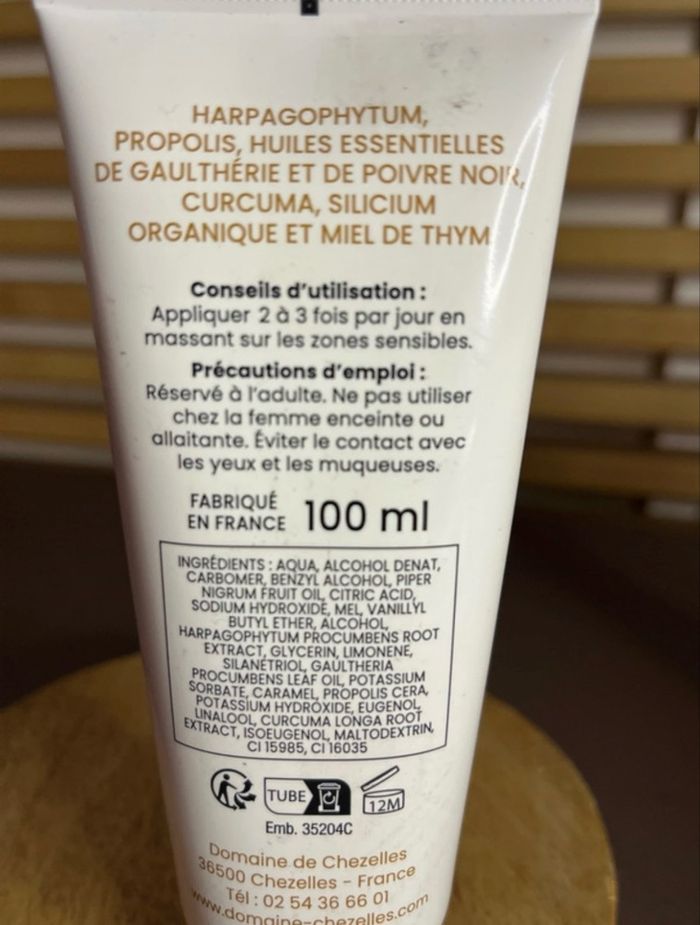 HARPAGOPHYTUM,
PROPOLIS, HUILES ESSENTIELLES
DE GAULTHÉRIE ET DE POIVRE NOIR,
CURCUMA, SILICIUM
ORGANIQUE ET MIEL DE THYM
Conseils d'utilisation :
Appliquer 2 à 3 fois par jour en
massant sur les zones sensibles.
Précautions d'emploi :
Réservé à l'adulte. Ne pas utiliser
chez la femme enceinte ou
allaitante. Éviter le contact avec
les yeux et les muqueuses.
FABRIQUÉ
EN FRANCE 100 ml
INGRÉDIENTS : AQUA, ALCOHOL DENAT,
CARBOMER, BENZYL ALCOHOL, PIPER
NIGRUM FRUIT OIL, CITRIC ACID,
SODIUM HYDROXIDE, MEL, VANILLYL
BUTYL ETHER, ALCOHOL,
HARPAGOPHYTUM PROCUMBENS ROOT
EXTRACT, GLYCERIN, LIMONENE,
SILANETRIOL, GAULTHERIA
PROCUMBENS LEAF OIL, POTASSIUM
SORBATE, CARAMEL, PROPOLIS CERA,
POTASSIUM HYDROXIDE, EUGENOL,
LINALOOL, CURCUMA LONGA ROOT
EXTRACT, ISOEUGENOL, MALTODEXTRIN,
CI 15985, CI 16035
TUBE
12M
Emb. 35204C
Domaine de Chezelles
36500 Chezelles - France
Tél : 02 54 36 66 01
www.domaine-chezelles.com